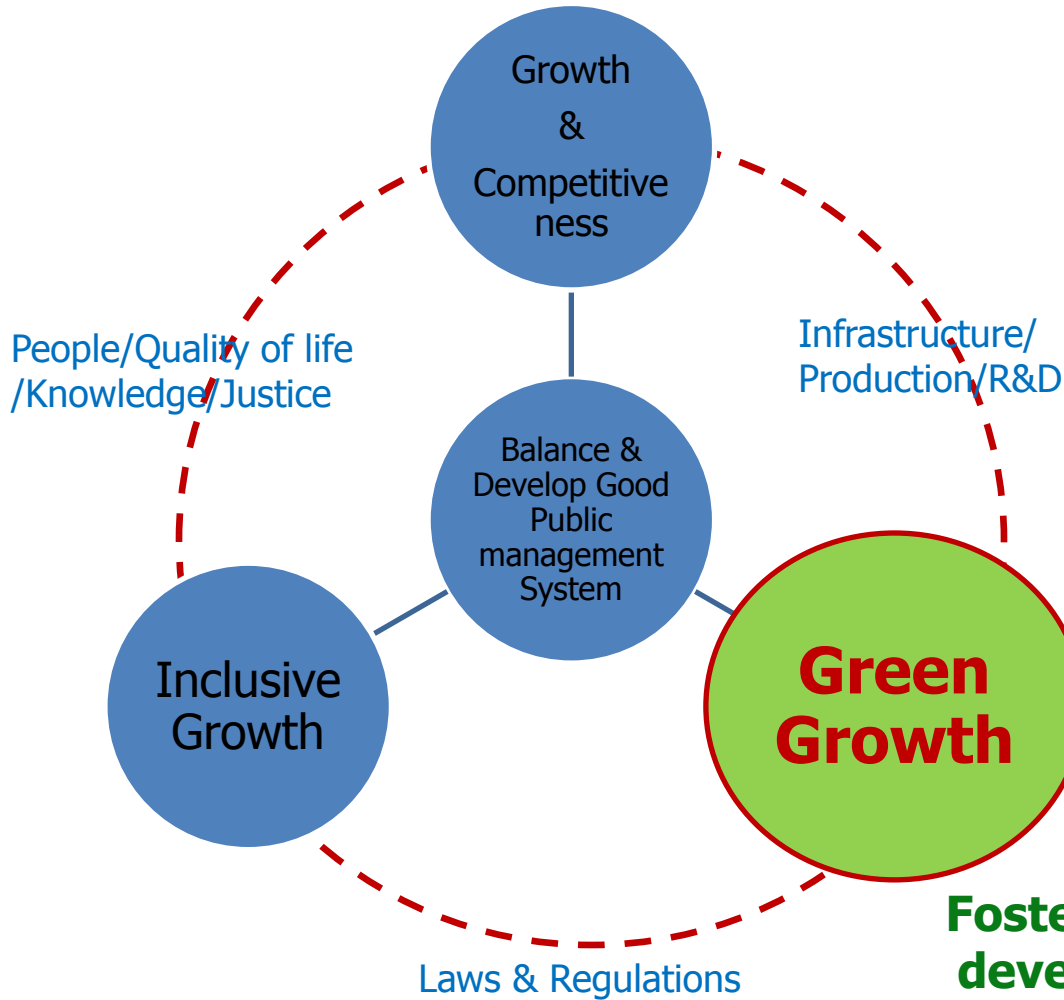 Growth
&
Competitive
ness
People/Quality of life
/Knowledge/Justice
Infrastructure/
Production/R&D
Balance &
Develop Good
Public
management
System
Inclusive
Growth
Green
Growth
Laws & Regulations